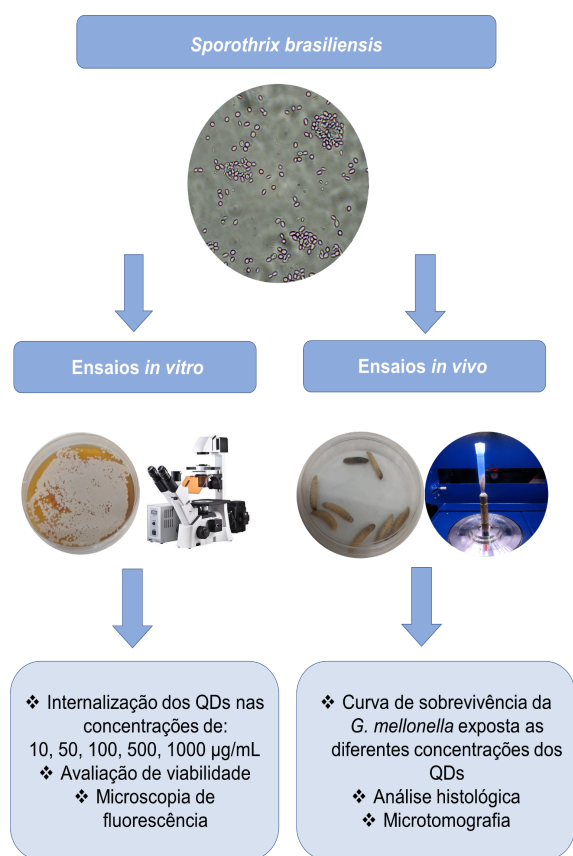 Sporothrix brasiliensis
Ensaios in vitro
Ensaios in vivo
❖ Internalização dos QDs nas
concentrações de:
10, 50, 100, 500, 1000 µg/mL
❖ Avaliação de viabilidade
❖ Microscopia de
fluorescência
❖ Curva de sobrevivência da
G. mellonella exposta as
diferentes concentrações dos
QDs
❖ Análise histológica
❖ Microtomografia